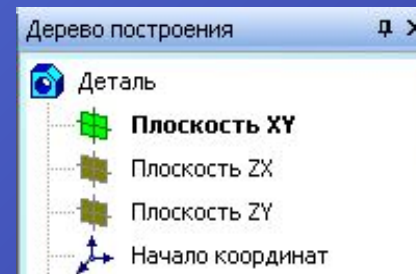 Дерево построения
Деталь
Плоскость XY
Плоскость ZX
Плоскость ZY
Начало координат